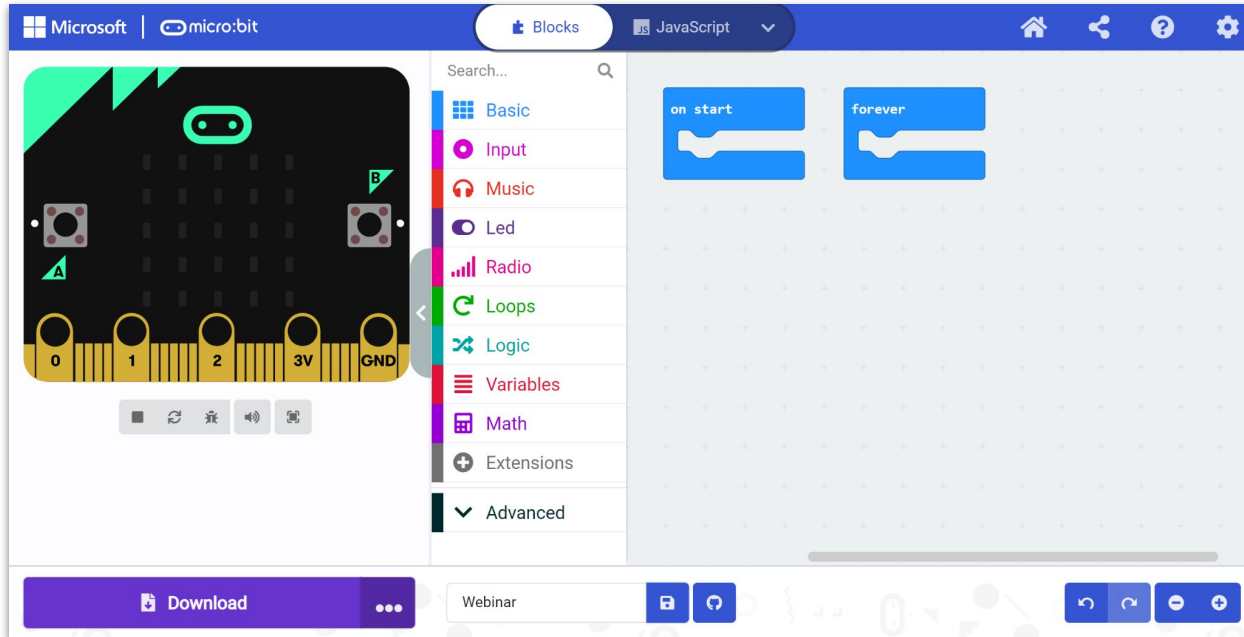 Microsoft | micro:bit
Blocks
JS JavaScript
B
A
0 1 2 3V GND
Search...
Basic
Input
Music
Led
Radio
Loops
Logic
Variables
Math
Extensions
Advanced
on start
forever
Download
Webinar